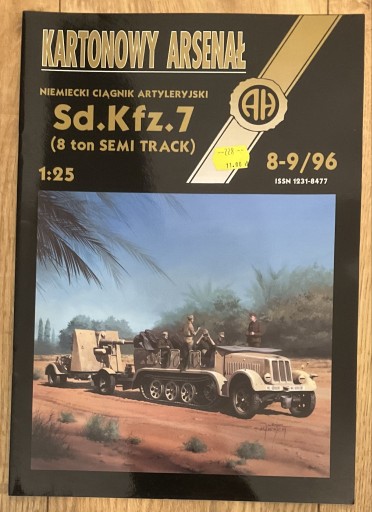 KARTONOWY ARSENAŁ
NIEMIECKI CIĄGNIK ARTYLERYJSKI
Sd.Kfz.7
(8 ton SEMI TRACK)
AH
8-9/96
ISSN 1231-8477
1:25